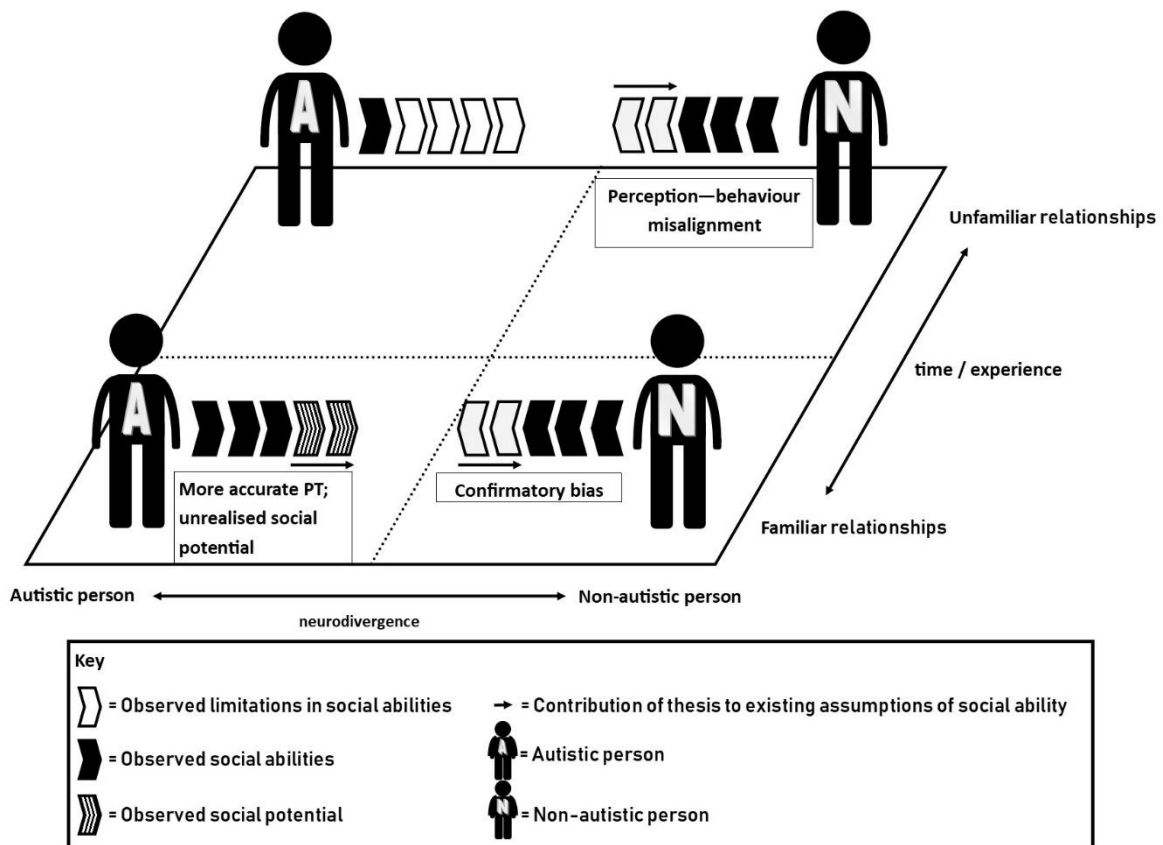 A
N
Perception—behaviour
misalignment
Unfamiliar relationships
time / experience
A
N
More accurate PT;
unrealised social
potential
Confirmatory bias
Familiar relationships
Autistic person
Non-autistic person
neurodivergence
Key
= Observed limitations in social abilities
= Contribution of thesis to existing assumptions of social ability
= Observed social abilities
A
= Autistic person
= Observed social potential
N
= Non-autistic person